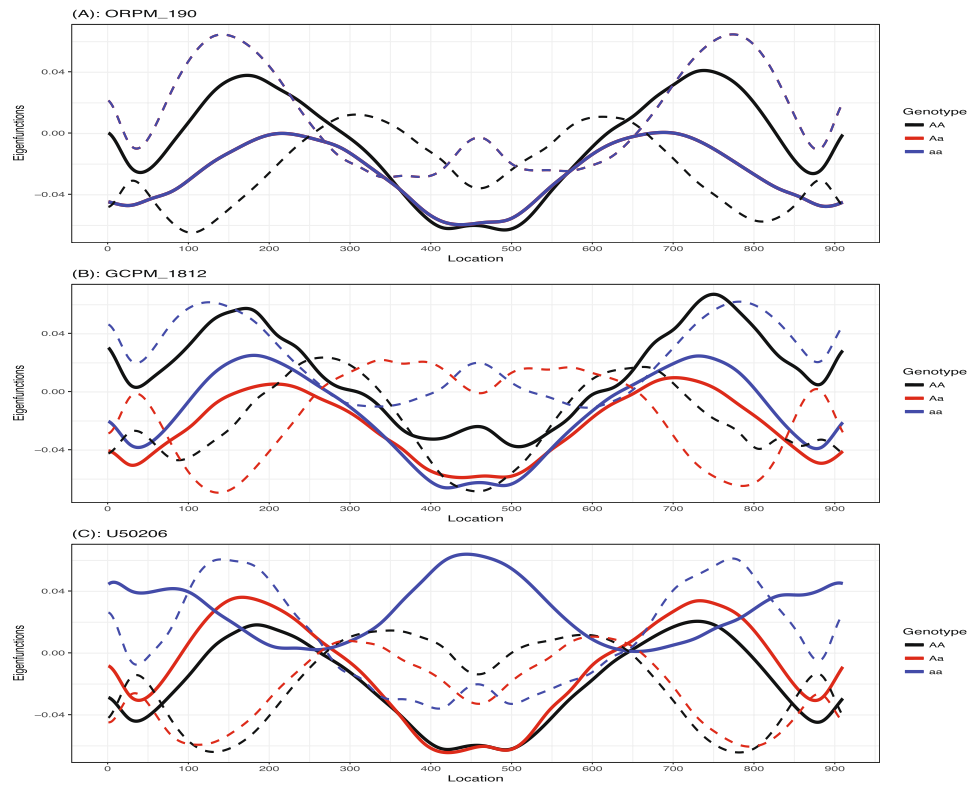 (A): ORPM_190
0.04
0.00
−0.04
Eigenfunctions
0 100 200 300 400 500 600 700 800 900
Location
Genotype
AA
Aa
aa
(B): GCPM_1812
0.04
0.00
−0.04
Eigenfunctions
0 100 200 300 400 500 600 700 800 900
Location
Genotype
AA
Aa
aa
(C): U50206
0.04
0.00
−0.04
Eigenfunctions
0 100 200 300 400 500 600 700 800 900
Location
Genotype
AA
Aa
aa